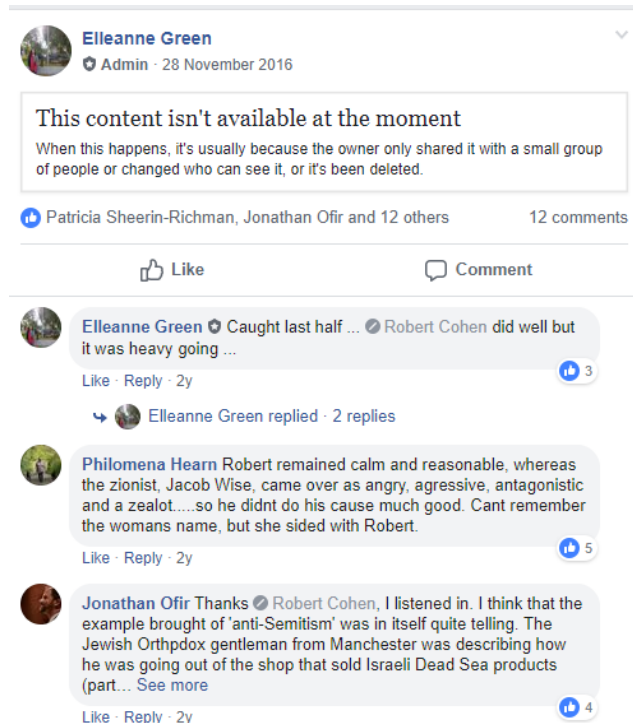 Elleanne Green
Admin · 28 November 2016
This content isn't available at the moment
When this happens, it's usually because the owner only shared it with a small group
of people or changed who can see it, or it's been deleted.
Patricia Sheerin-Richman, Jonathan Ofir and 12 others 12 comments
Like Comment
Elleanne Green Caught last half ... Robert Cohen did well but
it was heavy going ...
Like · Reply · 2y 3
Elleanne Green replied · 2 replies
Philomena Hearn Robert remained calm and reasonable, whereas
the zionist, Jacob Wise, came over as angry, agressive, antagonistic
and a zealot.....so he didnt do his cause much good. Cant remember
the womans name, but she sided with Robert.
Like · Reply · 2y 5
Jonathan Ofir Thanks Robert Cohen, I listened in. I think that the
example brought of 'anti-Semitism' was in itself quite telling. The
Jewish Orthpdox gentleman from Manchester was describing how
he was going out of the shop that sold Israeli Dead Sea products
(part... See more
Like · Reply · 2y 4